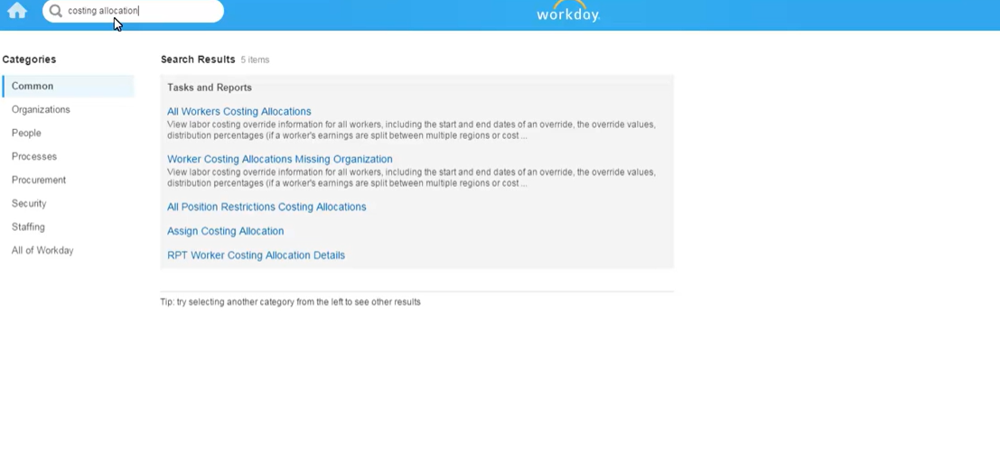 costing allocation
workday.
Categories
Common
Organizations
People
Processes
Procurement
Security
Staffing
All of Workday
Search Results 5 items
Tasks and Reports
All Workers Costing Allocations
View labor costing override information for all workers, including the start and end dates of an override, the override values,
distribution percentages (if a worker's earnings are split between multiple regions or cost ...
Worker Costing Allocations Missing Organization
View labor costing override information for all workers, including the start and end dates of an override, the override values,
distribution percentages (if a worker's earnings are split between multiple regions or cost ...
All Position Restrictions Costing Allocations
Assign Costing Allocation
RPT Worker Costing Allocation Details
Tip: try selecting another category from the left to see other results